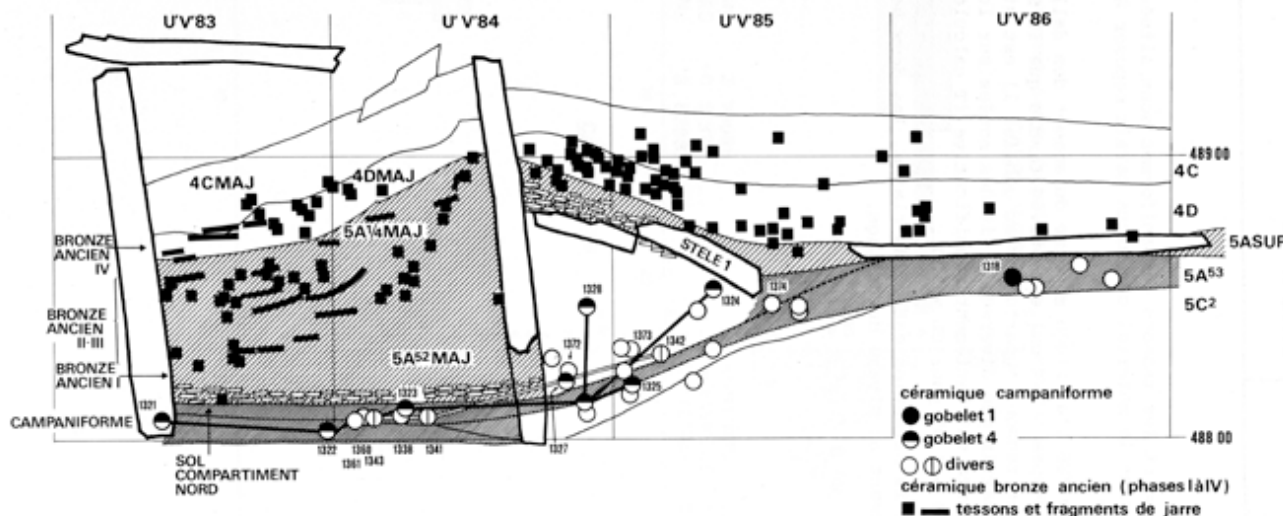 U'V'83
U'V'84
U'V'85
U'V'86
489 00
4C
4CMAJ
4DMAJ
4D
BRONZE
ANCIEN
IV
5A1/4MAJ
STELE 1
5ASUP
1318
5A53
5C2
1328
1324
1374
BRONZE
ANCIEN
II-III
1372
1373
1342
BRONZE
ANCIEN I
5A52MAJ
1323
1325
1321
CAMPANIFORME
1322
1360
1361
1343
1338
1341
1327
488 00
SOL
COMPARTIMENT
NORD
céramique campaniforme
gobelet 1
gobelet 4
divers
céramique bronze ancien (phases I à IV)
tessons et fragments de jarre